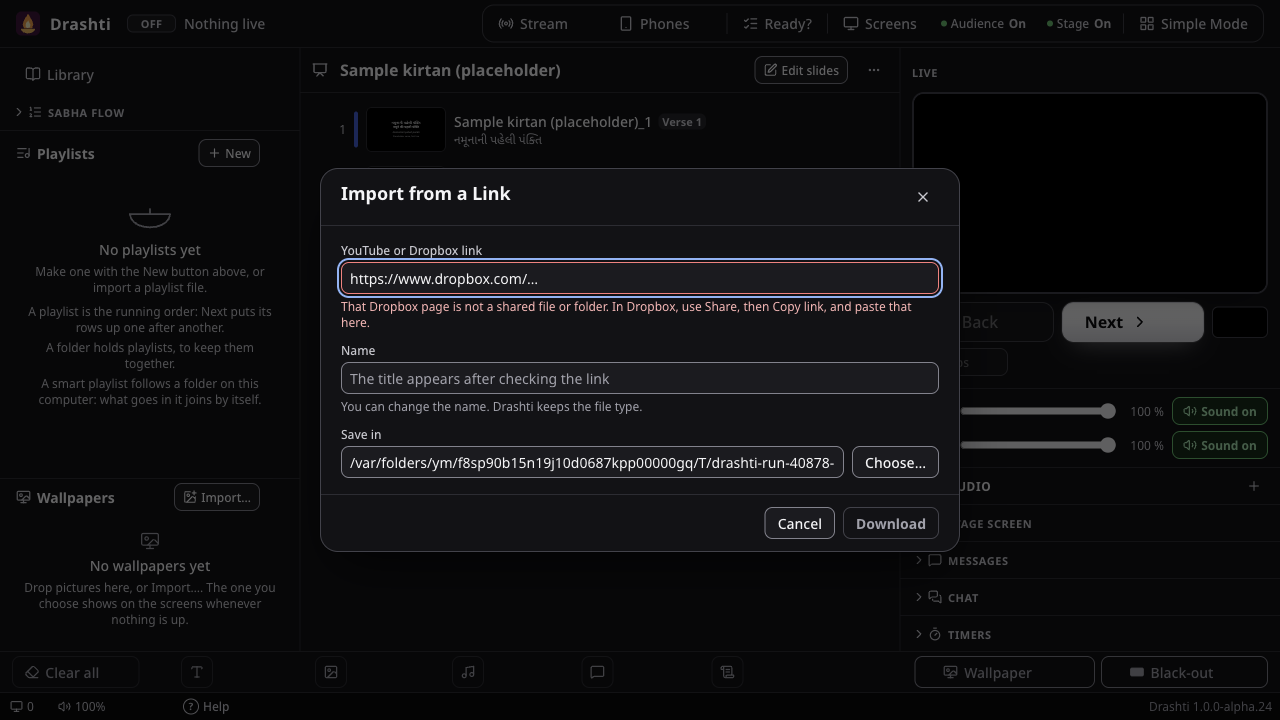 Drashti
OFF
Nothing live
Stream
Phones
Ready?
Screens
Audience On
Stage On
Simple Mode
Library
SABHA FLOW
Playlists
New
No playlists yet
Make one with the New button above, or
import a playlist file.
A playlist is the running order: Next puts its
rows up one after another.
A folder holds playlists, to keep them
together.
A smart playlist follows a folder on this
computer: what goes in it joins by itself.
Wallpapers
Import...
No wallpapers yet
Drop pictures here, or Import.... The one you
choose shows on the screens whenever
nothing is up.
Sample kirtan (placeholder)
Edit slides
1
Sample kirtan (placeholder)_1
Verse 1
નમૂનાની પહેલી પંક્તિ
Import from a Link
YouTube or Dropbox link
https://www.dropbox.com/...
That Dropbox page is not a shared file or folder. In Dropbox, use Share, then Copy link, and paste that
here.
Name
The title appears after checking the link
You can change the name. Drashti keeps the file type.
Save in
/var/folders/ym/f8sp90b15n19j10d0687kpp00000gq/T/drashti-run-40878-
Choose...
Cancel
Download
LIVE
Back
Next
100 %
Sound on
100 %
Sound on
MESSAGES
CHAT
TIMERS
Clear all
Wallpaper
Black-out
0
100%
Help
Drashti 1.0.0-alpha.24